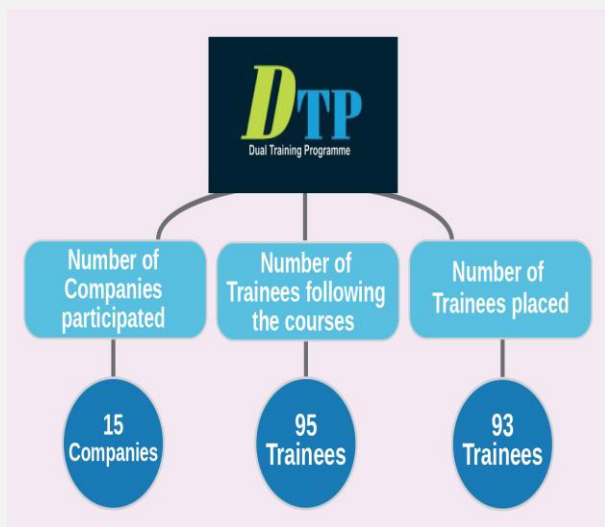 DTP
Dual Training Programme
Number of
Companies
participated
Number of
Trainees following
the courses
Number of
Trainees placed
15
Companies
95
Trainees
93
Trainees